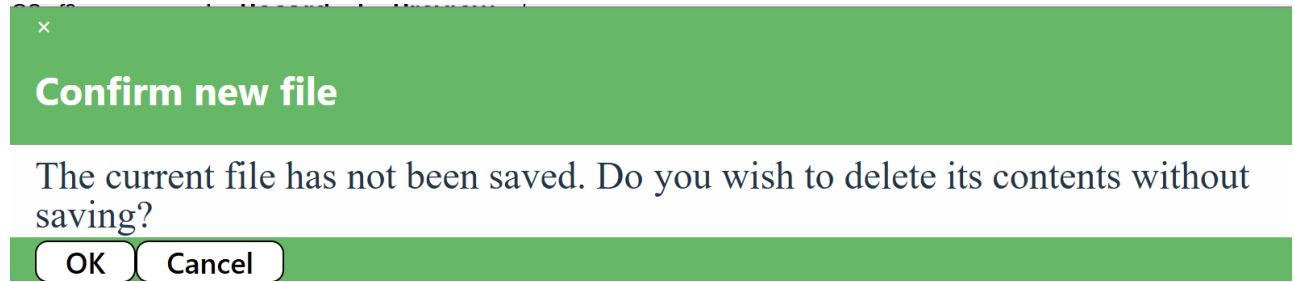 ×
Confirm new file
The current file has not been saved. Do you wish to delete its contents without
saving?
OK Cancel